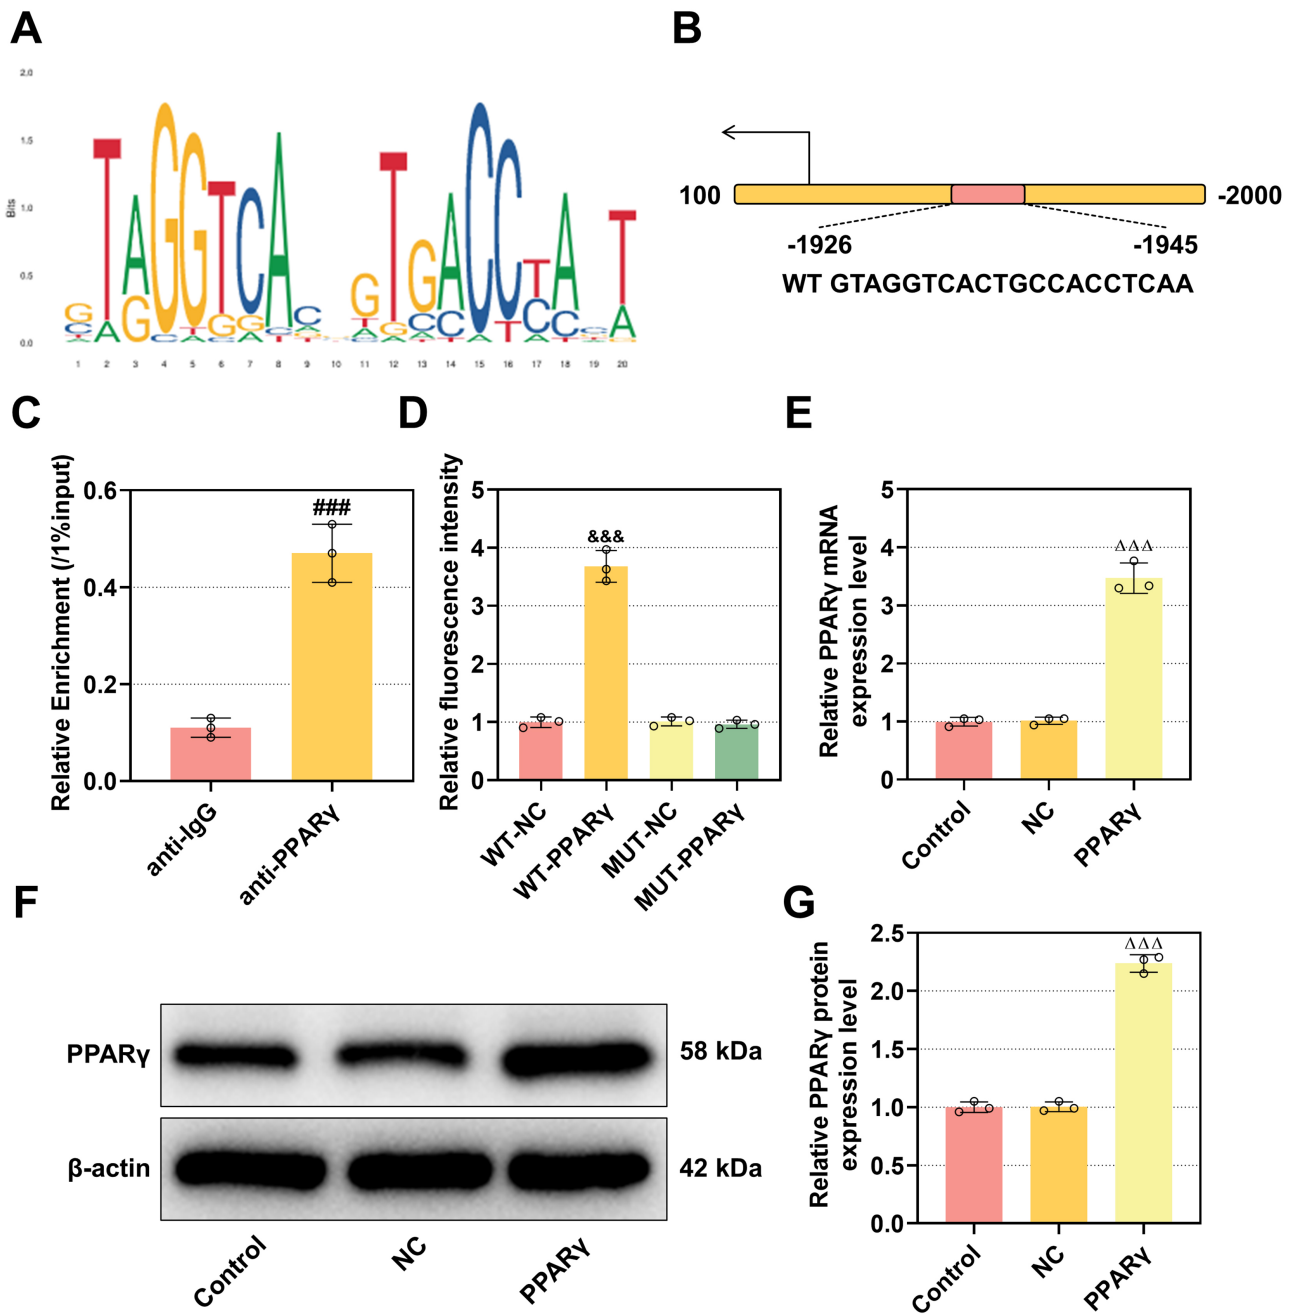 A
2.0
1.5
1.0
0.5
0.0
Bits
1 2 3 4 5 6 7 8 9 10 11 12 13 14 15 16 17 18 19 20
B
100
-2000
-1926
-1945
WT GTAGGTCACTGCCACCTCAA
C
Relative Enrichment (/1%input)
0.6
0.4
0.2
0.0
###
anti-IgG
anti-PPARγ
D
Relative fluorescence intensity
5
4
3
2
1
0
&&&
WT-NC
WT-PPARγ
MUT-NC
MUT-PPARγ
E
Relative PPARγ mRNA
expression level
5
4
3
2
1
0
ΔΔΔ
Control
NC
PPARγ
F
PPARγ
58 kDa
β-actin
42 kDa
Control
NC
PPARγ
G
Relative PPARγ protein
expression level
2.5
2.0
1.5
1.0
0.5
0.0
ΔΔΔ
Control
NC
PPARγ